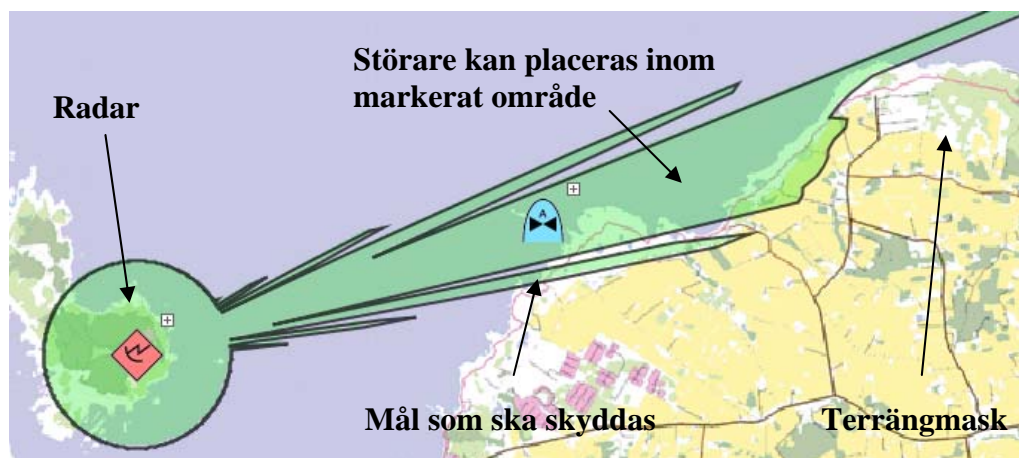 Störare kan placeras inom
markerat område
Radar
A
Mål som ska skyddas
Terrängmask